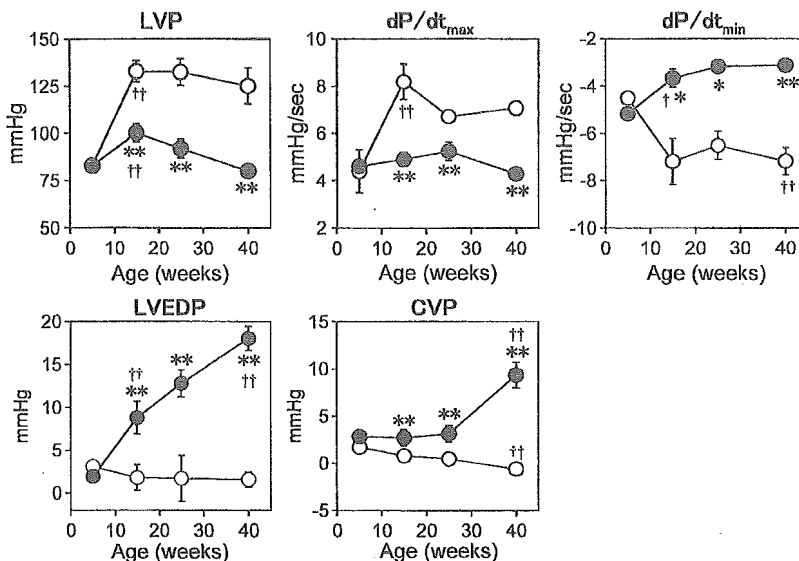 LVP
150
125
100
75
50
mmHg
††
**
††
**
**
0 10 20 30 40
Age (weeks)
dP/dtmax
10
8
6
4
2
mmHg/sec
††
**
**
**
0 10 20 30 40
Age (weeks)
dP/dtmin
-2
-4
-6
-8
-10
mmHg/sec
† *
*
**
††
0 10 20 30 40
Age (weeks)
LVEDP
20
15
10
5
0
mmHg
††
**
**
**
††
0 10 20 30 40
Age (weeks)
CVP
15
10
5
0
-5
mmHg
**
**
††
**
††
0 10 20 30 40
Age (weeks)